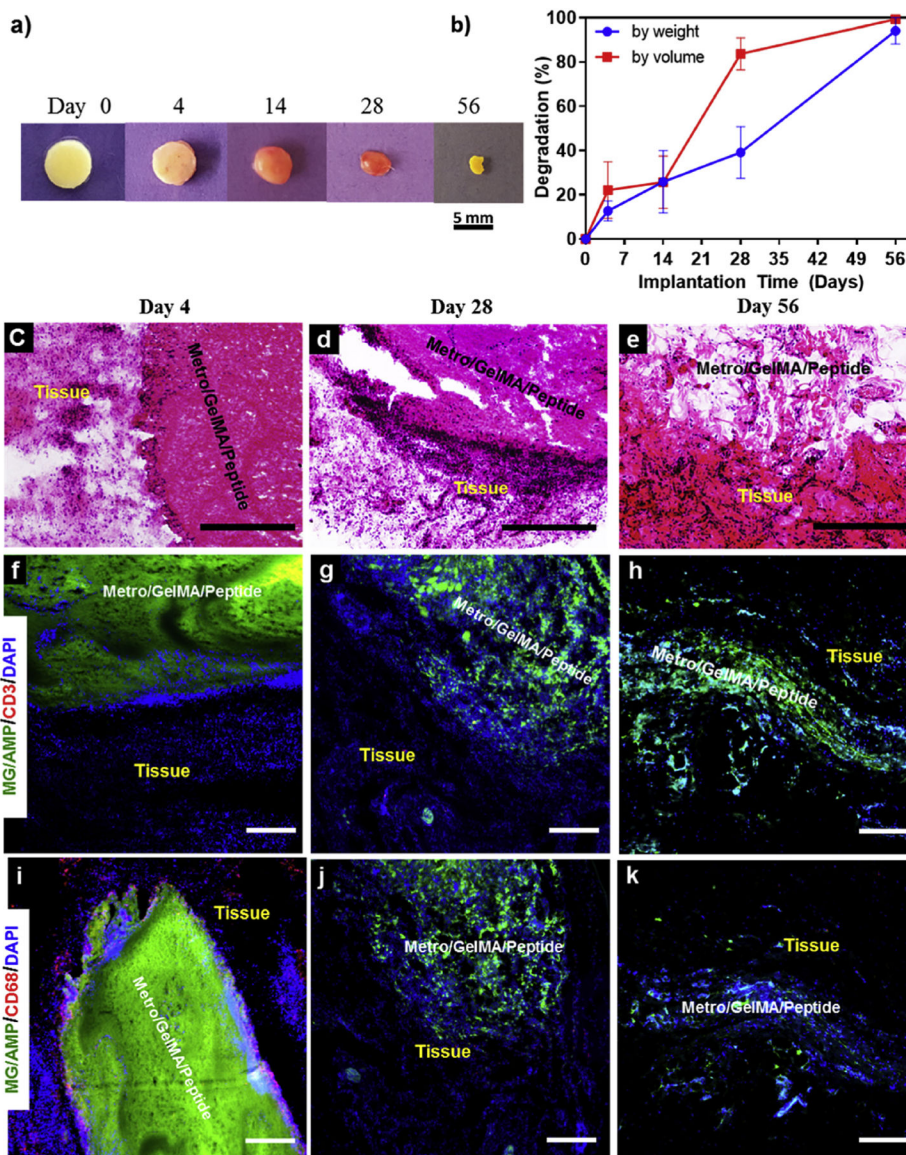 a)
Day 0 4 14 28 56
5 mm
b)
by weight
by volume
Degradation (%)
100
80
60
40
20
0
0 7 14 21 28 35 42 49 56
Implantation Time (Days)
Day 4 Day 28 Day 56
C
Tissue
Metro/GelMA/Peptide
d
Metro/GelMA/Peptide
Tissue
e
Metro/GelMA/Peptide
Tissue
MG/AMP/CD3/DAPI
f
Metro/GelMA/Peptide
Tissue
g
Metro/GelMA/Peptide
Tissue
h
Tissue
Metro/GelMA/Peptide
MG/AMP/CD68/DAPI
i
Tissue
Metro/GelMA/Peptide
j
Metro/GelMA/Peptide
Tissue
k
Tissue
Metro/GelMA/Peptide